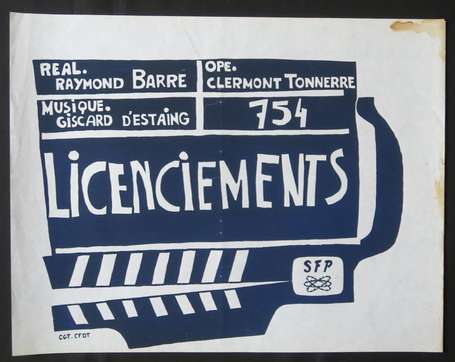 REAL.
RAYMOND BARRE
OPE.
CLERMONT TONNERRE
MUSIQUE.
GISCARD D'ESTAING
754
LICENCIEMENTS
SFP
CGT. CFDT